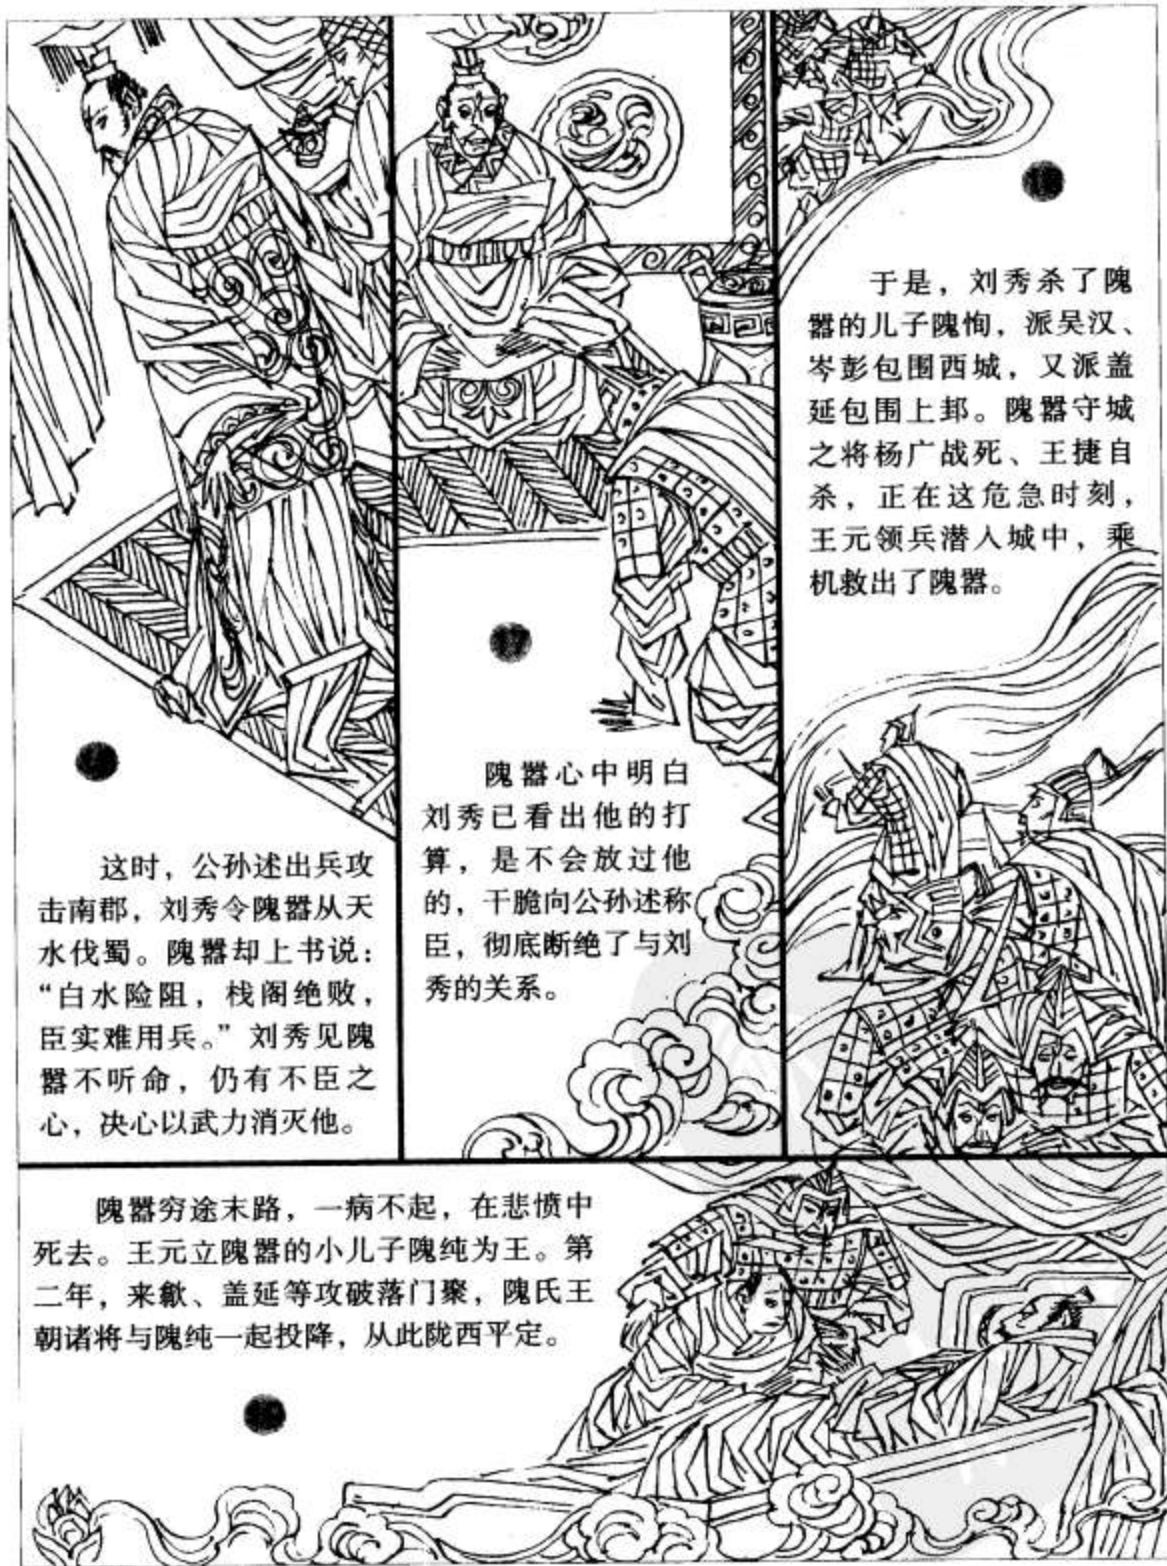 这时，公孙述出兵攻
击南郡，刘秀令隗嚣从天
水伐蜀。隗嚣却上书说：
“白水险阻，栈阁绝败，
臣实难用兵。”刘秀见隗
嚣不听命，仍有不臣之
心，决心以武力消灭他。
隗嚣心中明白
刘秀已看出他的打
算，是不会放过他
的，干脆向公孙述称
臣，彻底断绝了与刘
秀的关系。
于是，刘秀杀了隗
嚣的儿子隗恂，派吴汉、
岑彭包围西城，又派盖
延包围上邽。隗嚣守城
之将杨广战死、王捷自
杀，正在这危急时刻，
王元领兵潜入城中，乘
机救出了隗嚣。
隗嚣穷途末路，一病不起，在悲愤中
死去。王元立隗嚣的小儿子隗纯为王。第
二年，来歙、盖延等攻破落门聚，隗氏王
朝诸将与隗纯一起投降，从此陇西平定。